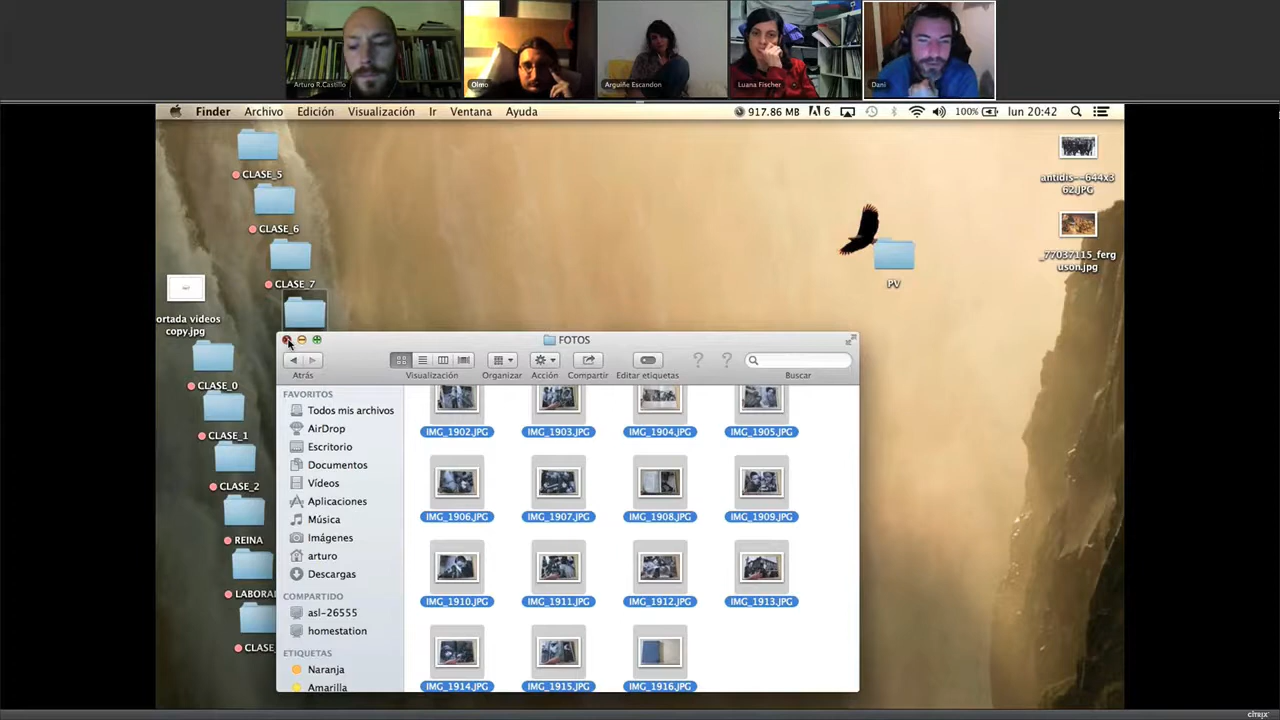 Arturo R.Castillo
Olmo
Arguiñe Escandon
Luana Fischer
Dani
Finder Archivo Edición Visualización Ir Ventana Ayuda
917.86 MB 6 100% lun 20:42
CLASE_5
CLASE_6
CLASE_7
ortada videos
copy.jpg
CLASE_0
CLASE_1
CLASE_2
REINA
LABORA
CLASE_
antidis--644x3
62.JPG
_77037115_ferg
uson.jpg
PV
FOTOS
Atrás
Visualización
Organizar
Acción
Compartir
Editar etiquetas
Buscar
FAVORITOS
Todos mis archivos
AirDrop
Escritorio
Documentos
Vídeos
Aplicaciones
Música
Imágenes
arturo
Descargas
COMPARTIDO
asl-26555
homestation
ETIQUETAS
Naranja
Amarilla
IMG_1902.JPG IMG_1903.JPG IMG_1904.JPG IMG_1905.JPG
IMG_1906.JPG IMG_1907.JPG IMG_1908.JPG IMG_1909.JPG
IMG_1910.JPG IMG_1911.JPG IMG_1912.JPG IMG_1913.JPG
IMG_1914.JPG IMG_1915.JPG IMG_1916.JPG
CITRIX